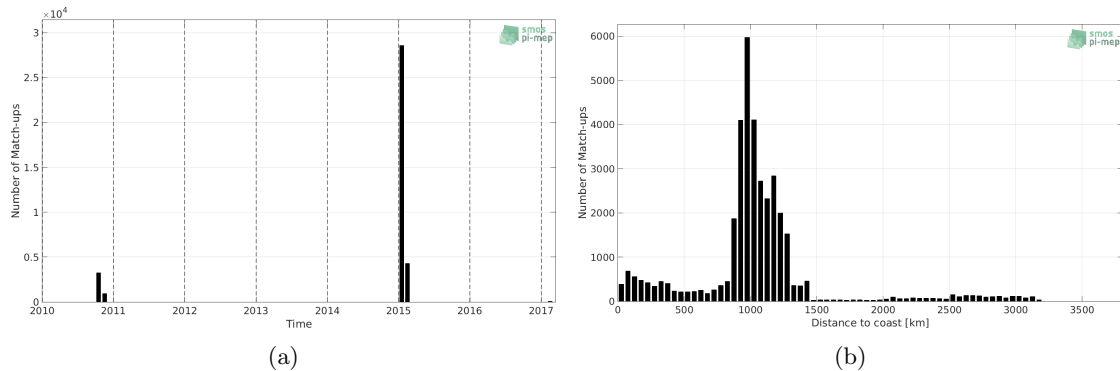 ×10⁴
3
2.5
2
1.5
1
0.5
0
Number of Match-ups
2010 2011 2012 2013 2014 2015 2016 2017
Time
smos
pi-mep
(a)
6000
5000
4000
3000
2000
1000
0
Number of Match-ups
0 500 1000 1500 2000 2500 3000 3500
Distance to coast [km]
smos
pi-mep
(b)